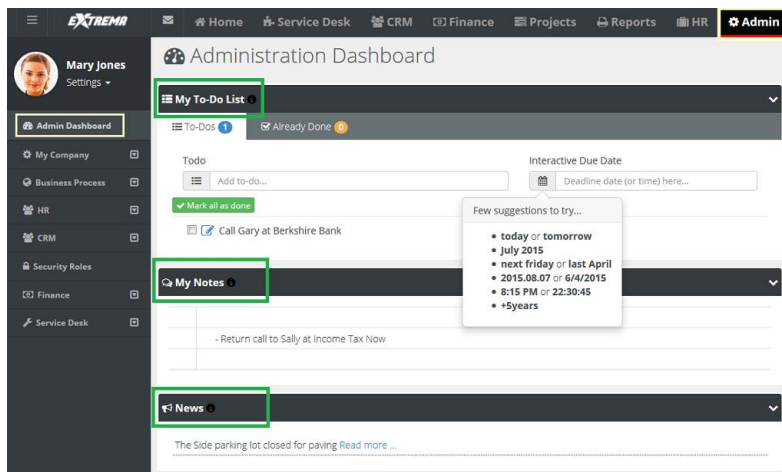 EXTREMA
Home Service Desk CRM Finance Projects Reports HR Admin
Mary Jones
Settings
Administration Dashboard
My To-Do List
Admin Dashboard
To-Dos 1 Already Done 0
My Company
Todo Interactive Due Date
Business Process
Add to-do... Deadline date (or time) here...
HR
Mark all as done
Few suggestions to try...
CRM
Call Gary at Berkshire Bank
today or tomorrow
July 2015
Security Roles
next friday or last April
Finance
My Notes
2015.08.07 or 6/4/2015
8:15 PM or 22:30:45
+5years
Service Desk
- Return call to Sally at Income Tax Now
News
The Side parking lot closed for paving Read more ...